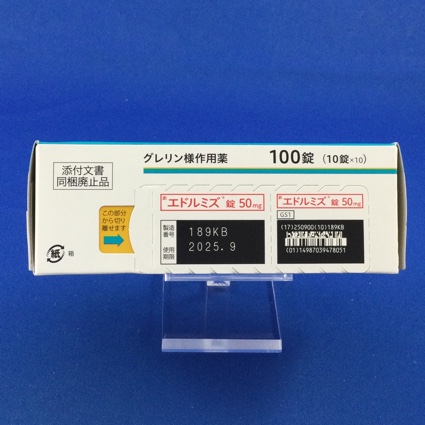 添付文書
同梱廃止品
グレリン様作用薬
100錠 (10錠×10)
この部分
から切り
離せます
エドルミズ®錠 50mg
製造
番号 189KB
使用
期限 2025.9
エドルミズ®錠 50mg
GS1
(17)250900(10)189KB
(01)14987039478051
紙 箱